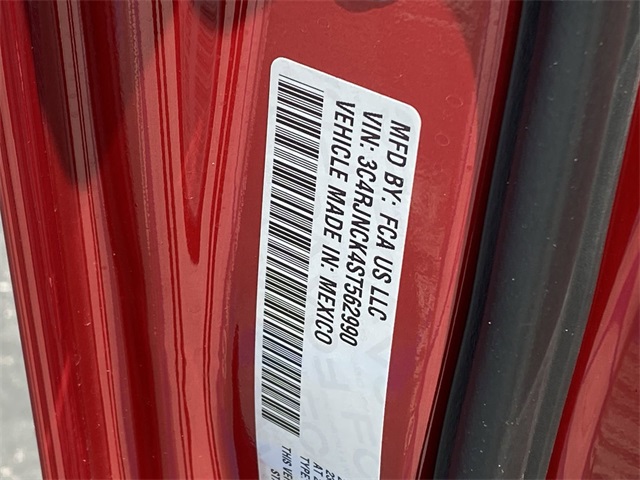 MFD BY: FCA US LLC
VIN: 3C4RJNCK4ST562990
VEHICLE MADE IN: MEXICO